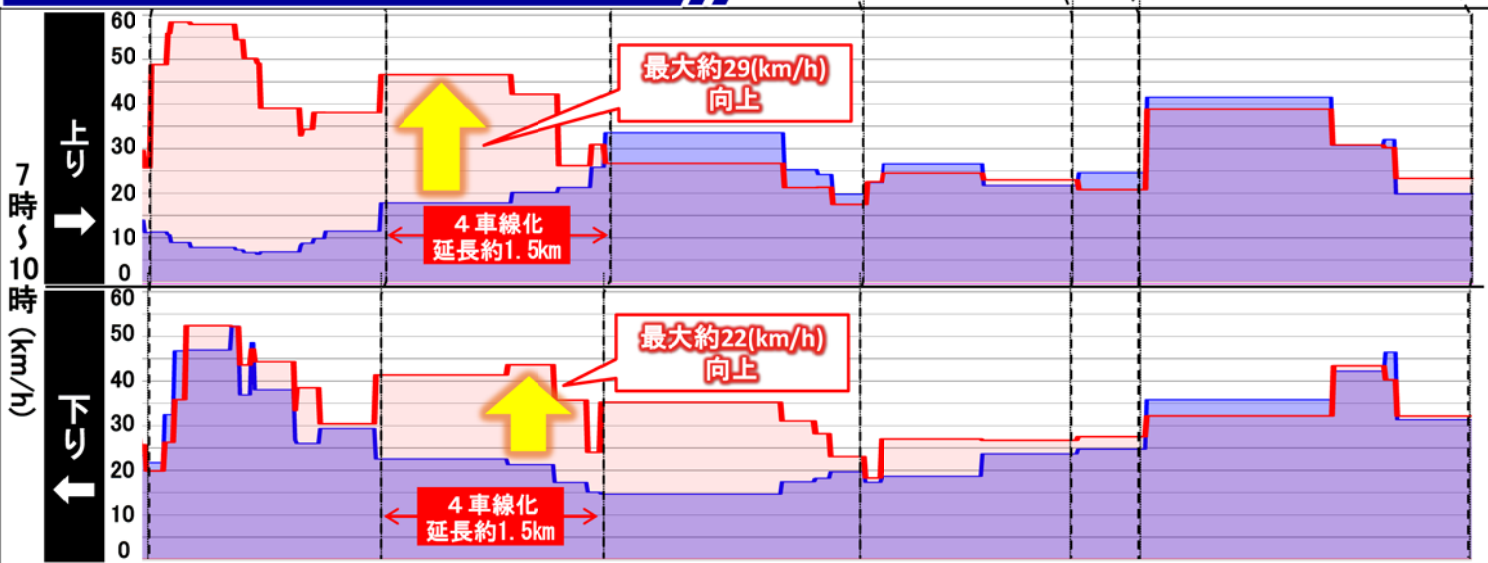 7時～10時(km/h)
上り
60
50
40
30
20
10
0
最大約29(km/h)
向上
４車線化
延長約1.5km
下り
60
50
40
30
20
10
0
最大約22(km/h)
向上
４車線化
延長約1.5km